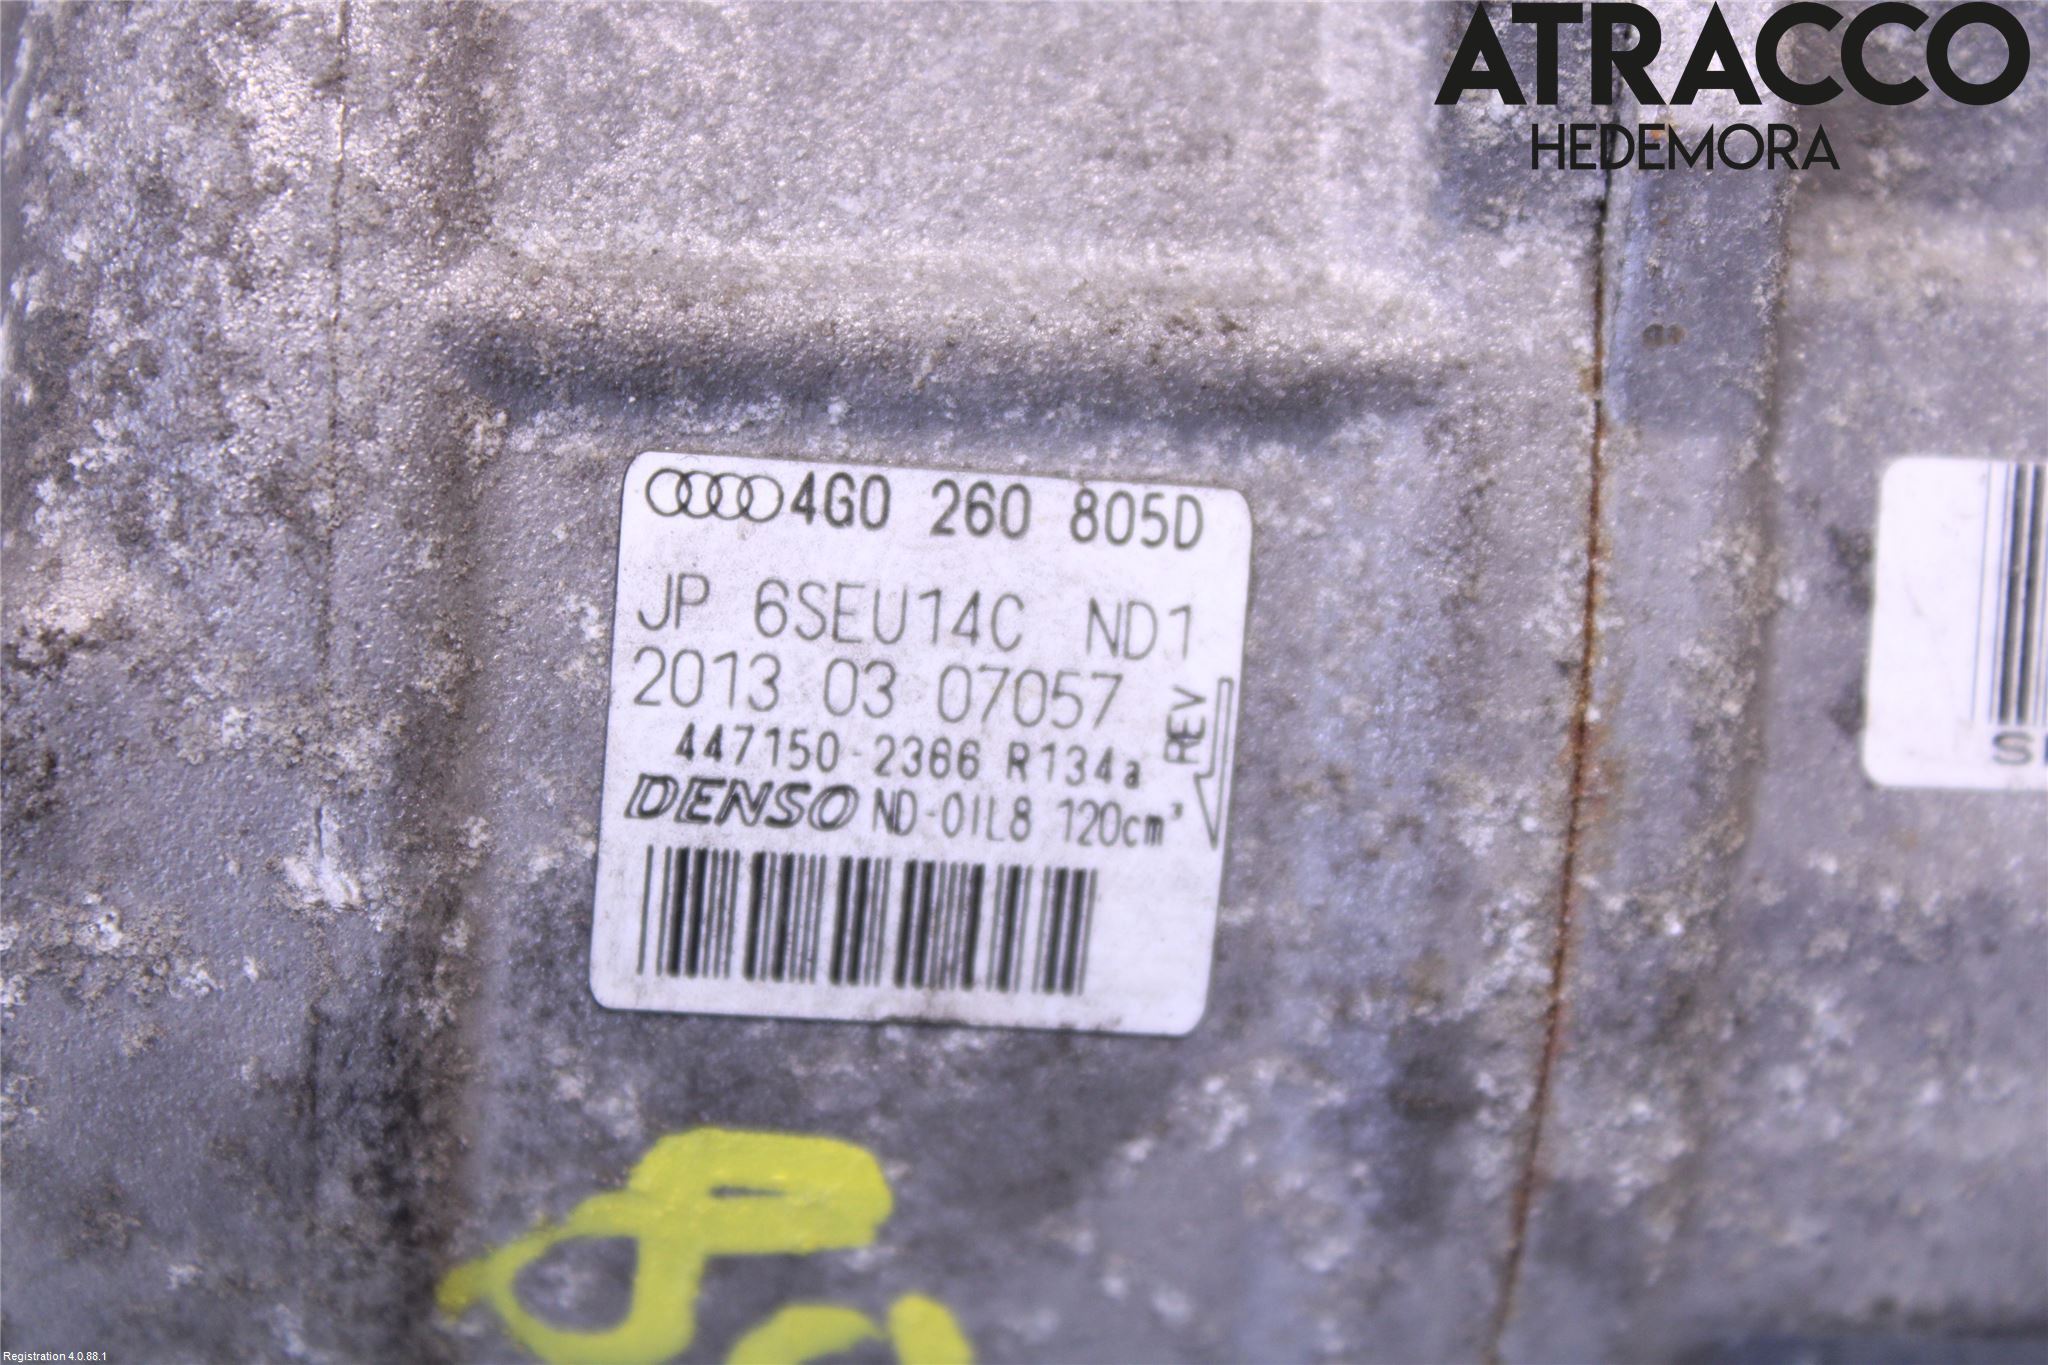 ATRACCO
HEDEMORA
4G0 260 805D
JP 6SEU14C ND1
2013 03 07057
REV
447150-2366 R134a
DENSO ND-OIL8 120cm³
Registration 4.0.88.1